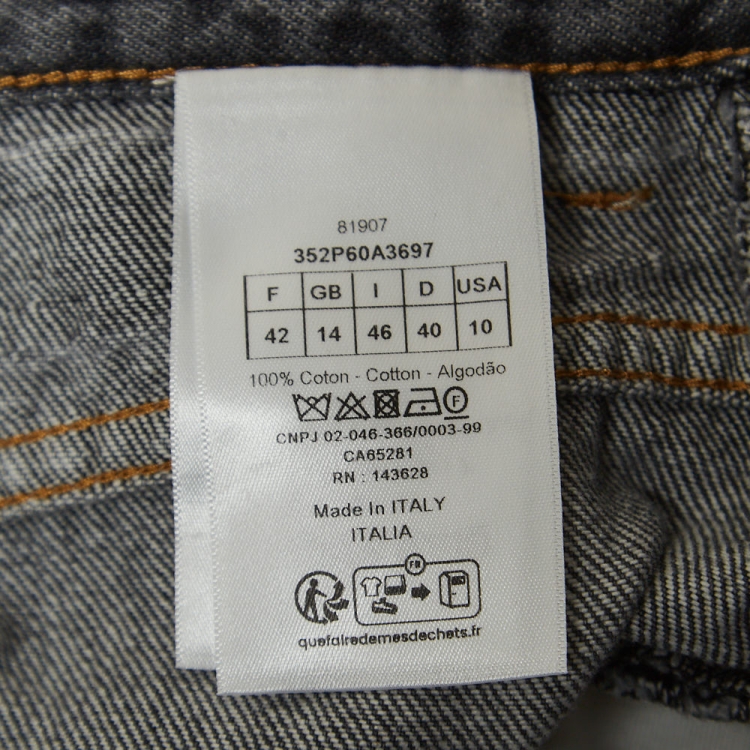 81907
352P60A3697
F GB I D USA
42 14 46 40 10
100% Coton - Cotton - Algodão
F
CNPJ 02-046-366/0003-99
CA65281
RN : 143628
Made In ITALY
ITALIA
FR
quefairedemesdechets.fr